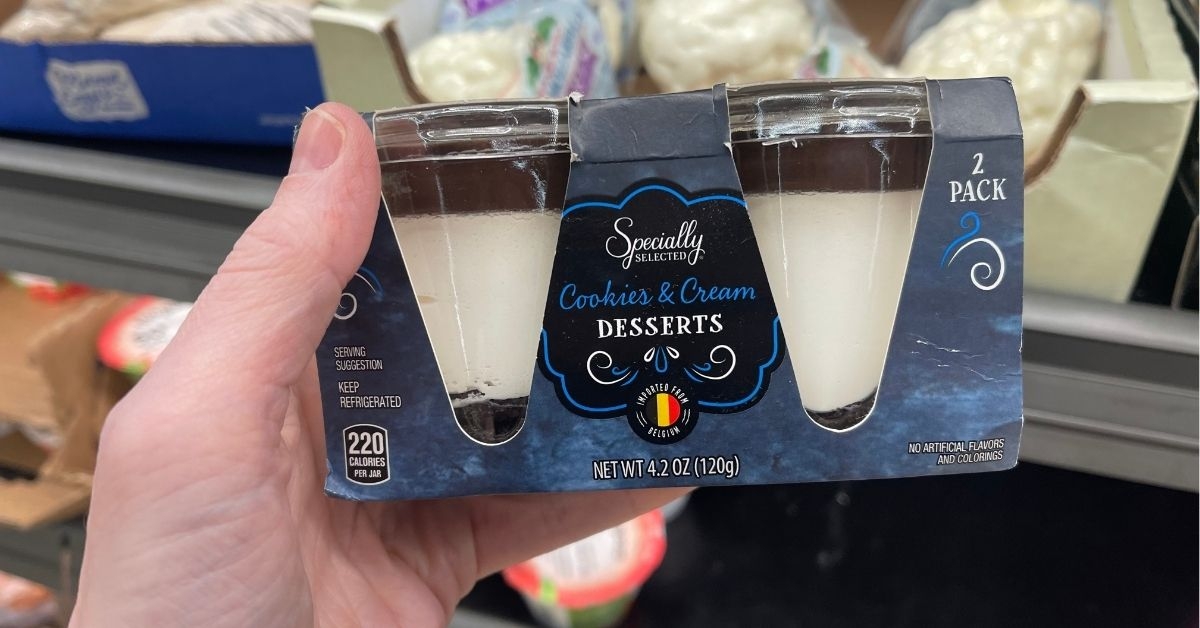 Specially
SELECTED®
Cookies & Cream
DESSERTS
IMPORTED FROM
BELGIUM
NET WT 4.2 OZ (120g)
2
PACK
SERVING
SUGGESTION
KEEP
REFRIGERATED
220
CALORIES
PER JAR
NO ARTIFICIAL FLAVORS
AND COLORINGS